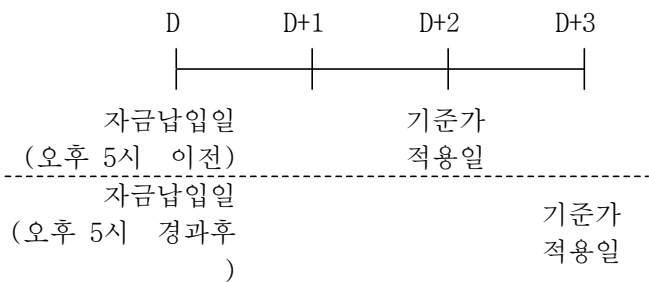 D D+1 D+2 D+3
자금납입일 기준가
(오후 5시 이전) 적용일
자금납입일
(오후 5시 경과후
)
기준가
적용일